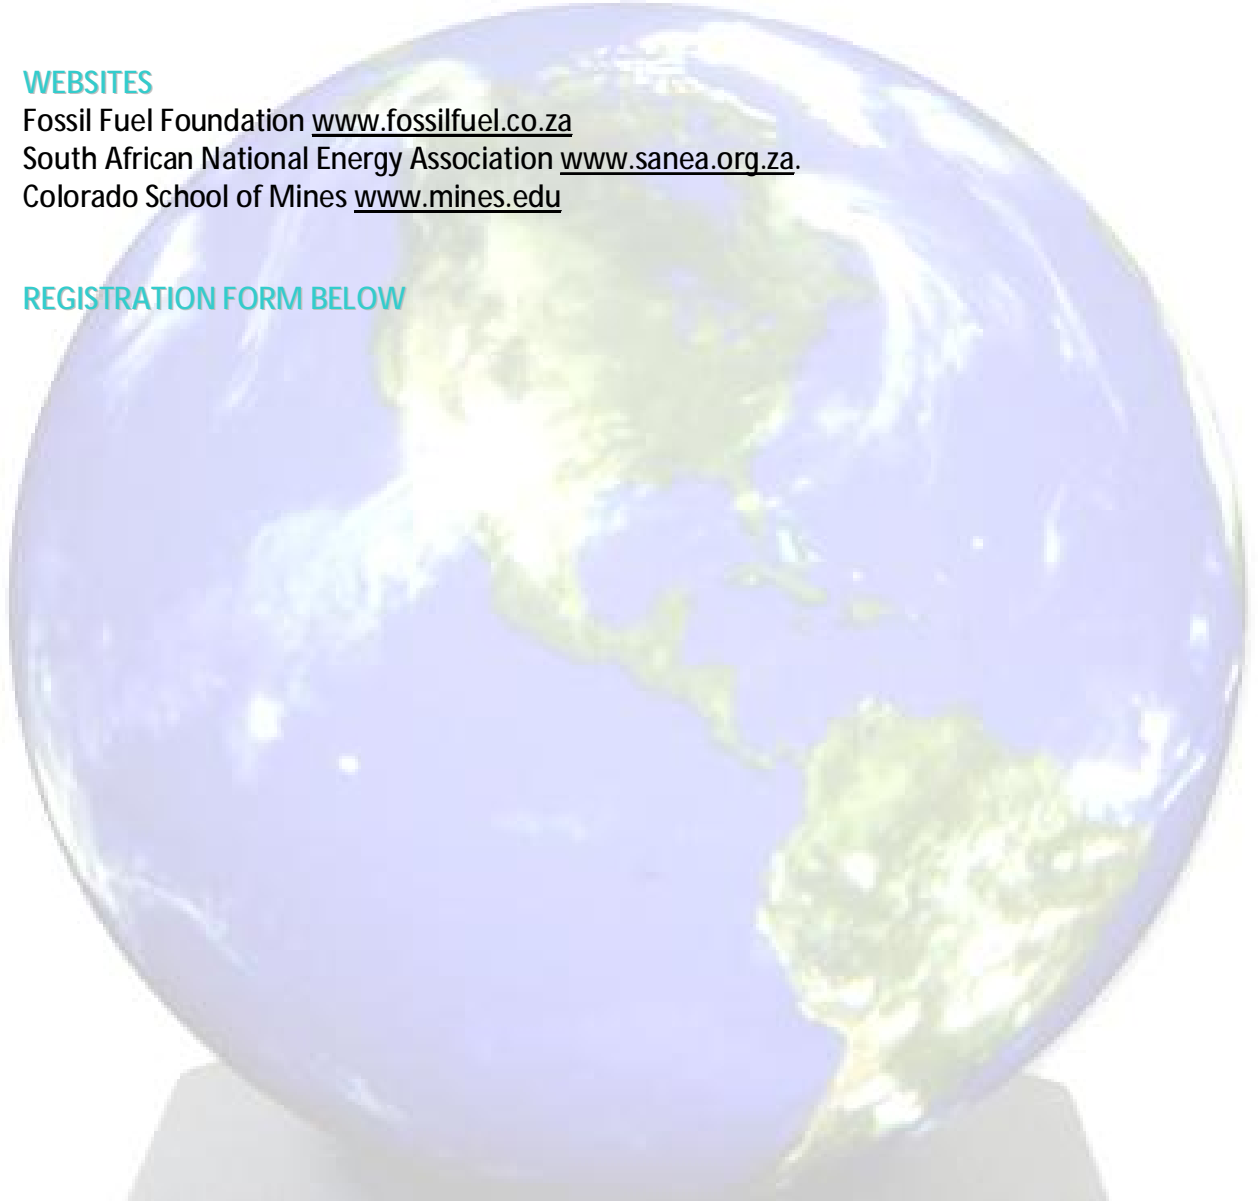 WEBSITES
Fossil Fuel Foundation www.fossilfuel.co.za
South African National Energy Association www.sanea.org.za.
Colorado School of Mines www.mines.edu
REGISTRATION FORM BELOW